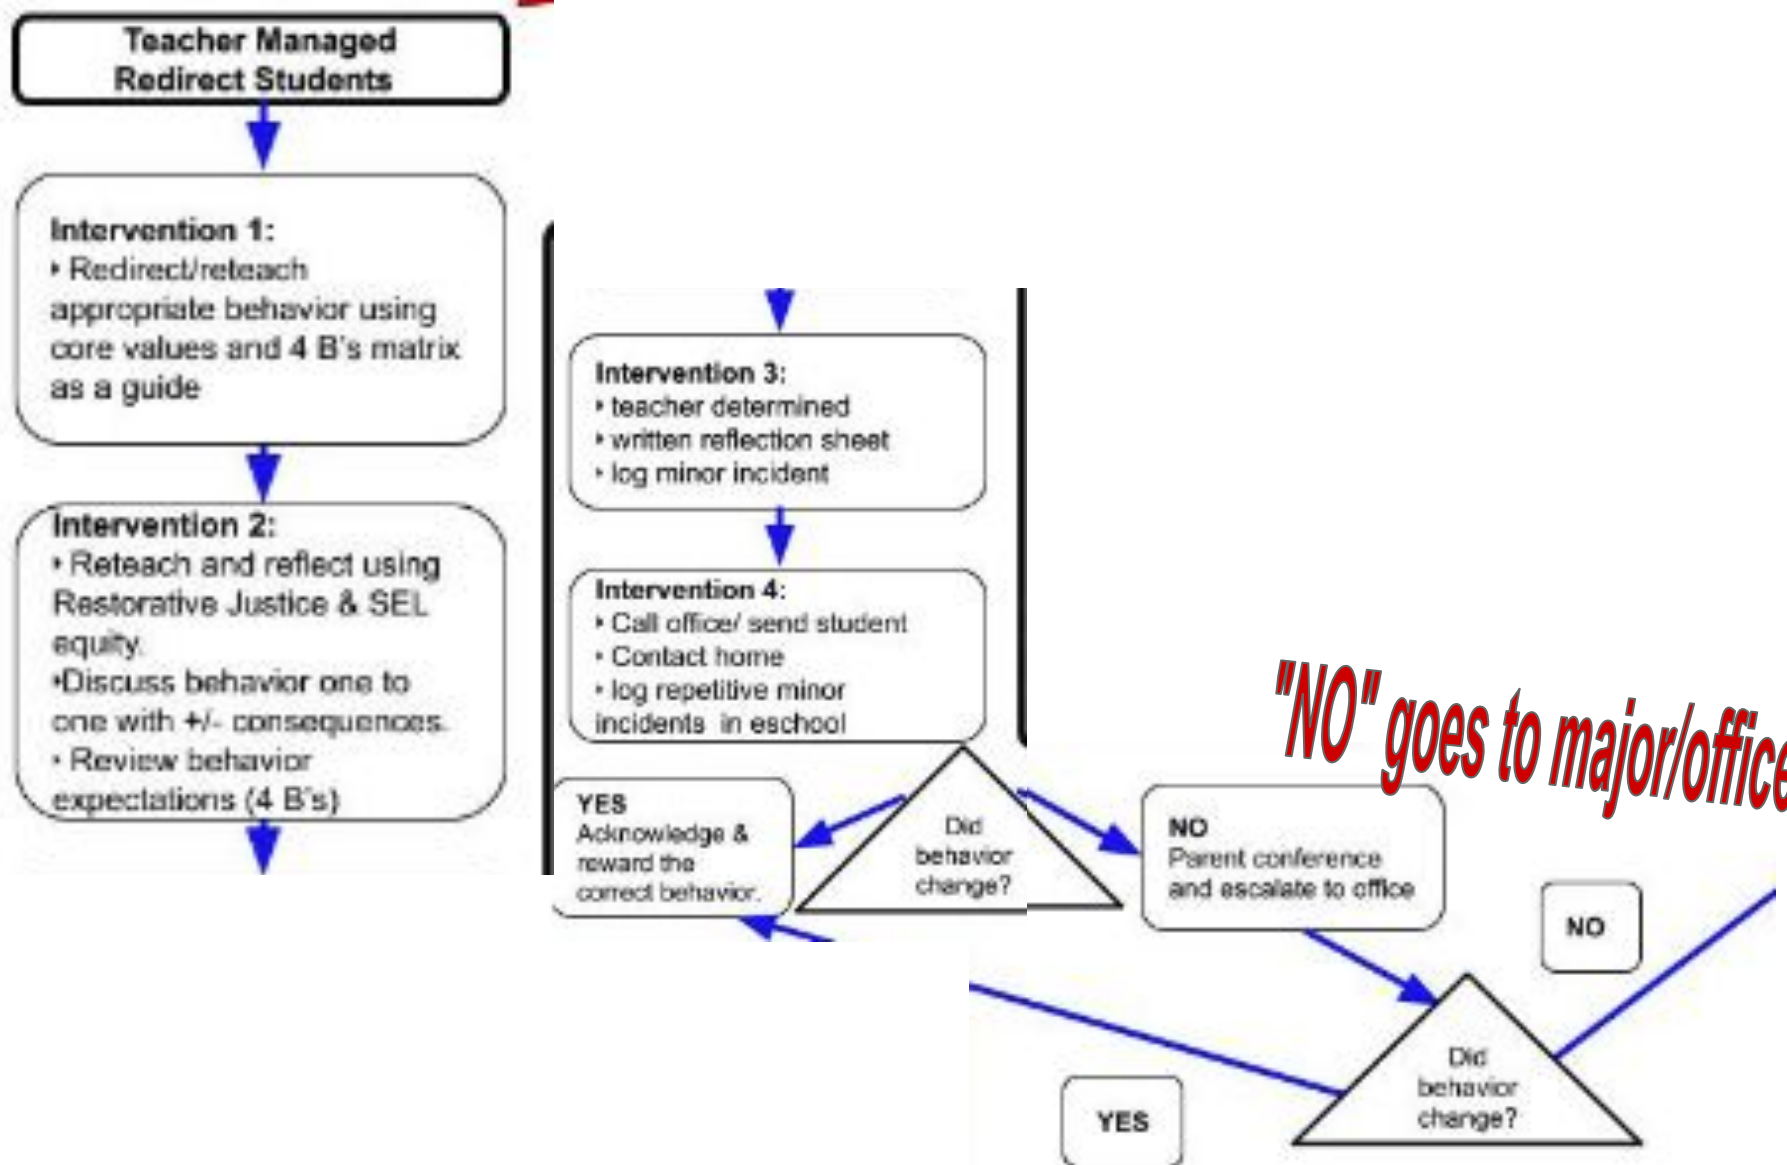 Teacher Managed
Redirect Students
Intervention 1:
‣ Redirect/reteach
appropriate behavior using
core values and 4 B's matrix
as a guide
Intervention 2:
‣ Reteach and reflect using
Restorative Justice & SEL
equity.
•Discuss behavior one to
one with +/- consequences.
‣ Review behavior
expectations (4 B's)
Intervention 3:
‣ teacher determined
‣ written reflection sheet
‣ log minor incident
Intervention 4:
‣ Call office/ send student
‣ Contact home
‣ log repetitive minor
incidents in eschool
YES
Acknowledge &
reward the
correct behavior.
Did
behavior
change?
NO
Parent conference
and escalate to office
"NO" goes to major/office
NO
Did
behavior
change?
YES